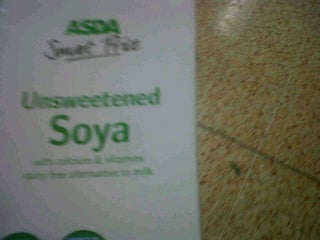 ASDA
Smart Price
Unsweetened
Soya
with calcium & vitamins
dairy free alternative to milk